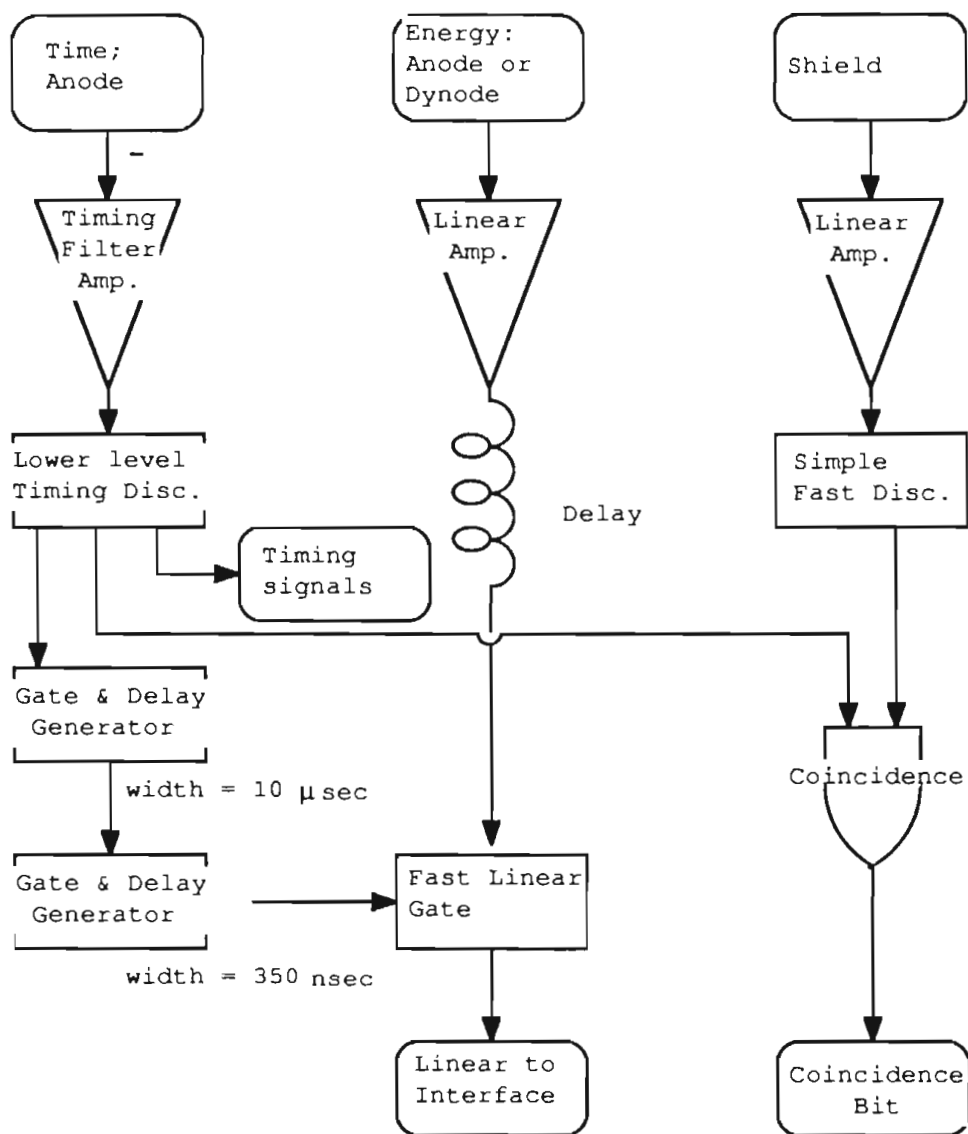 Time;
Anode
Energy:
Anode or
Dynode
Shield
-
Timing
Filter
Amp.
Linear
Amp.
Linear
Amp.
Lower level
Timing Disc.
Simple
Fast Disc.
Delay
Timing
signals
Gate & Delay
Generator
width = 10 μsec
Coincidence
Gate & Delay
Generator
Fast Linear
Gate
width = 350 nsec
Linear to
Interface
Coincidence
Bit